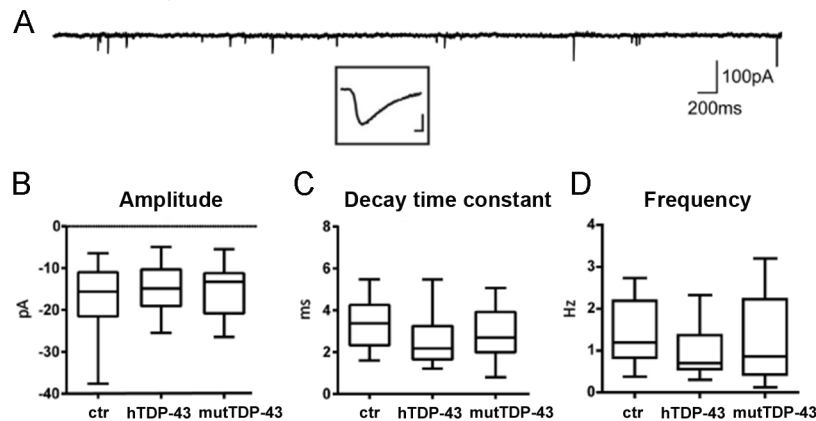 A
100pA
200ms
B
Amplitude
0
-10
-20
-30
-40
pA
ctr hTDP-43 mutTDP-43
C
Decay time constant
8
6
4
2
0
ms
ctr hTDP-43 mutTDP-43
D
Frequency
4
3
2
1
0
Hz
ctr hTDP-43 mutTDP-43